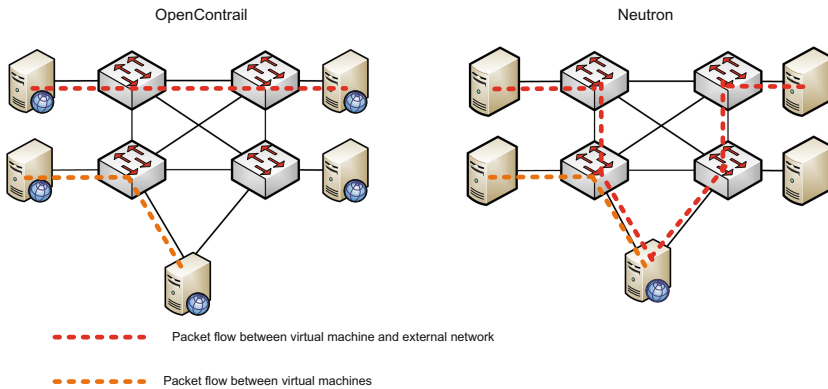 OpenContrail
Neutron
Packet flow between virtual machine and external network
Packet flow between virtual machines